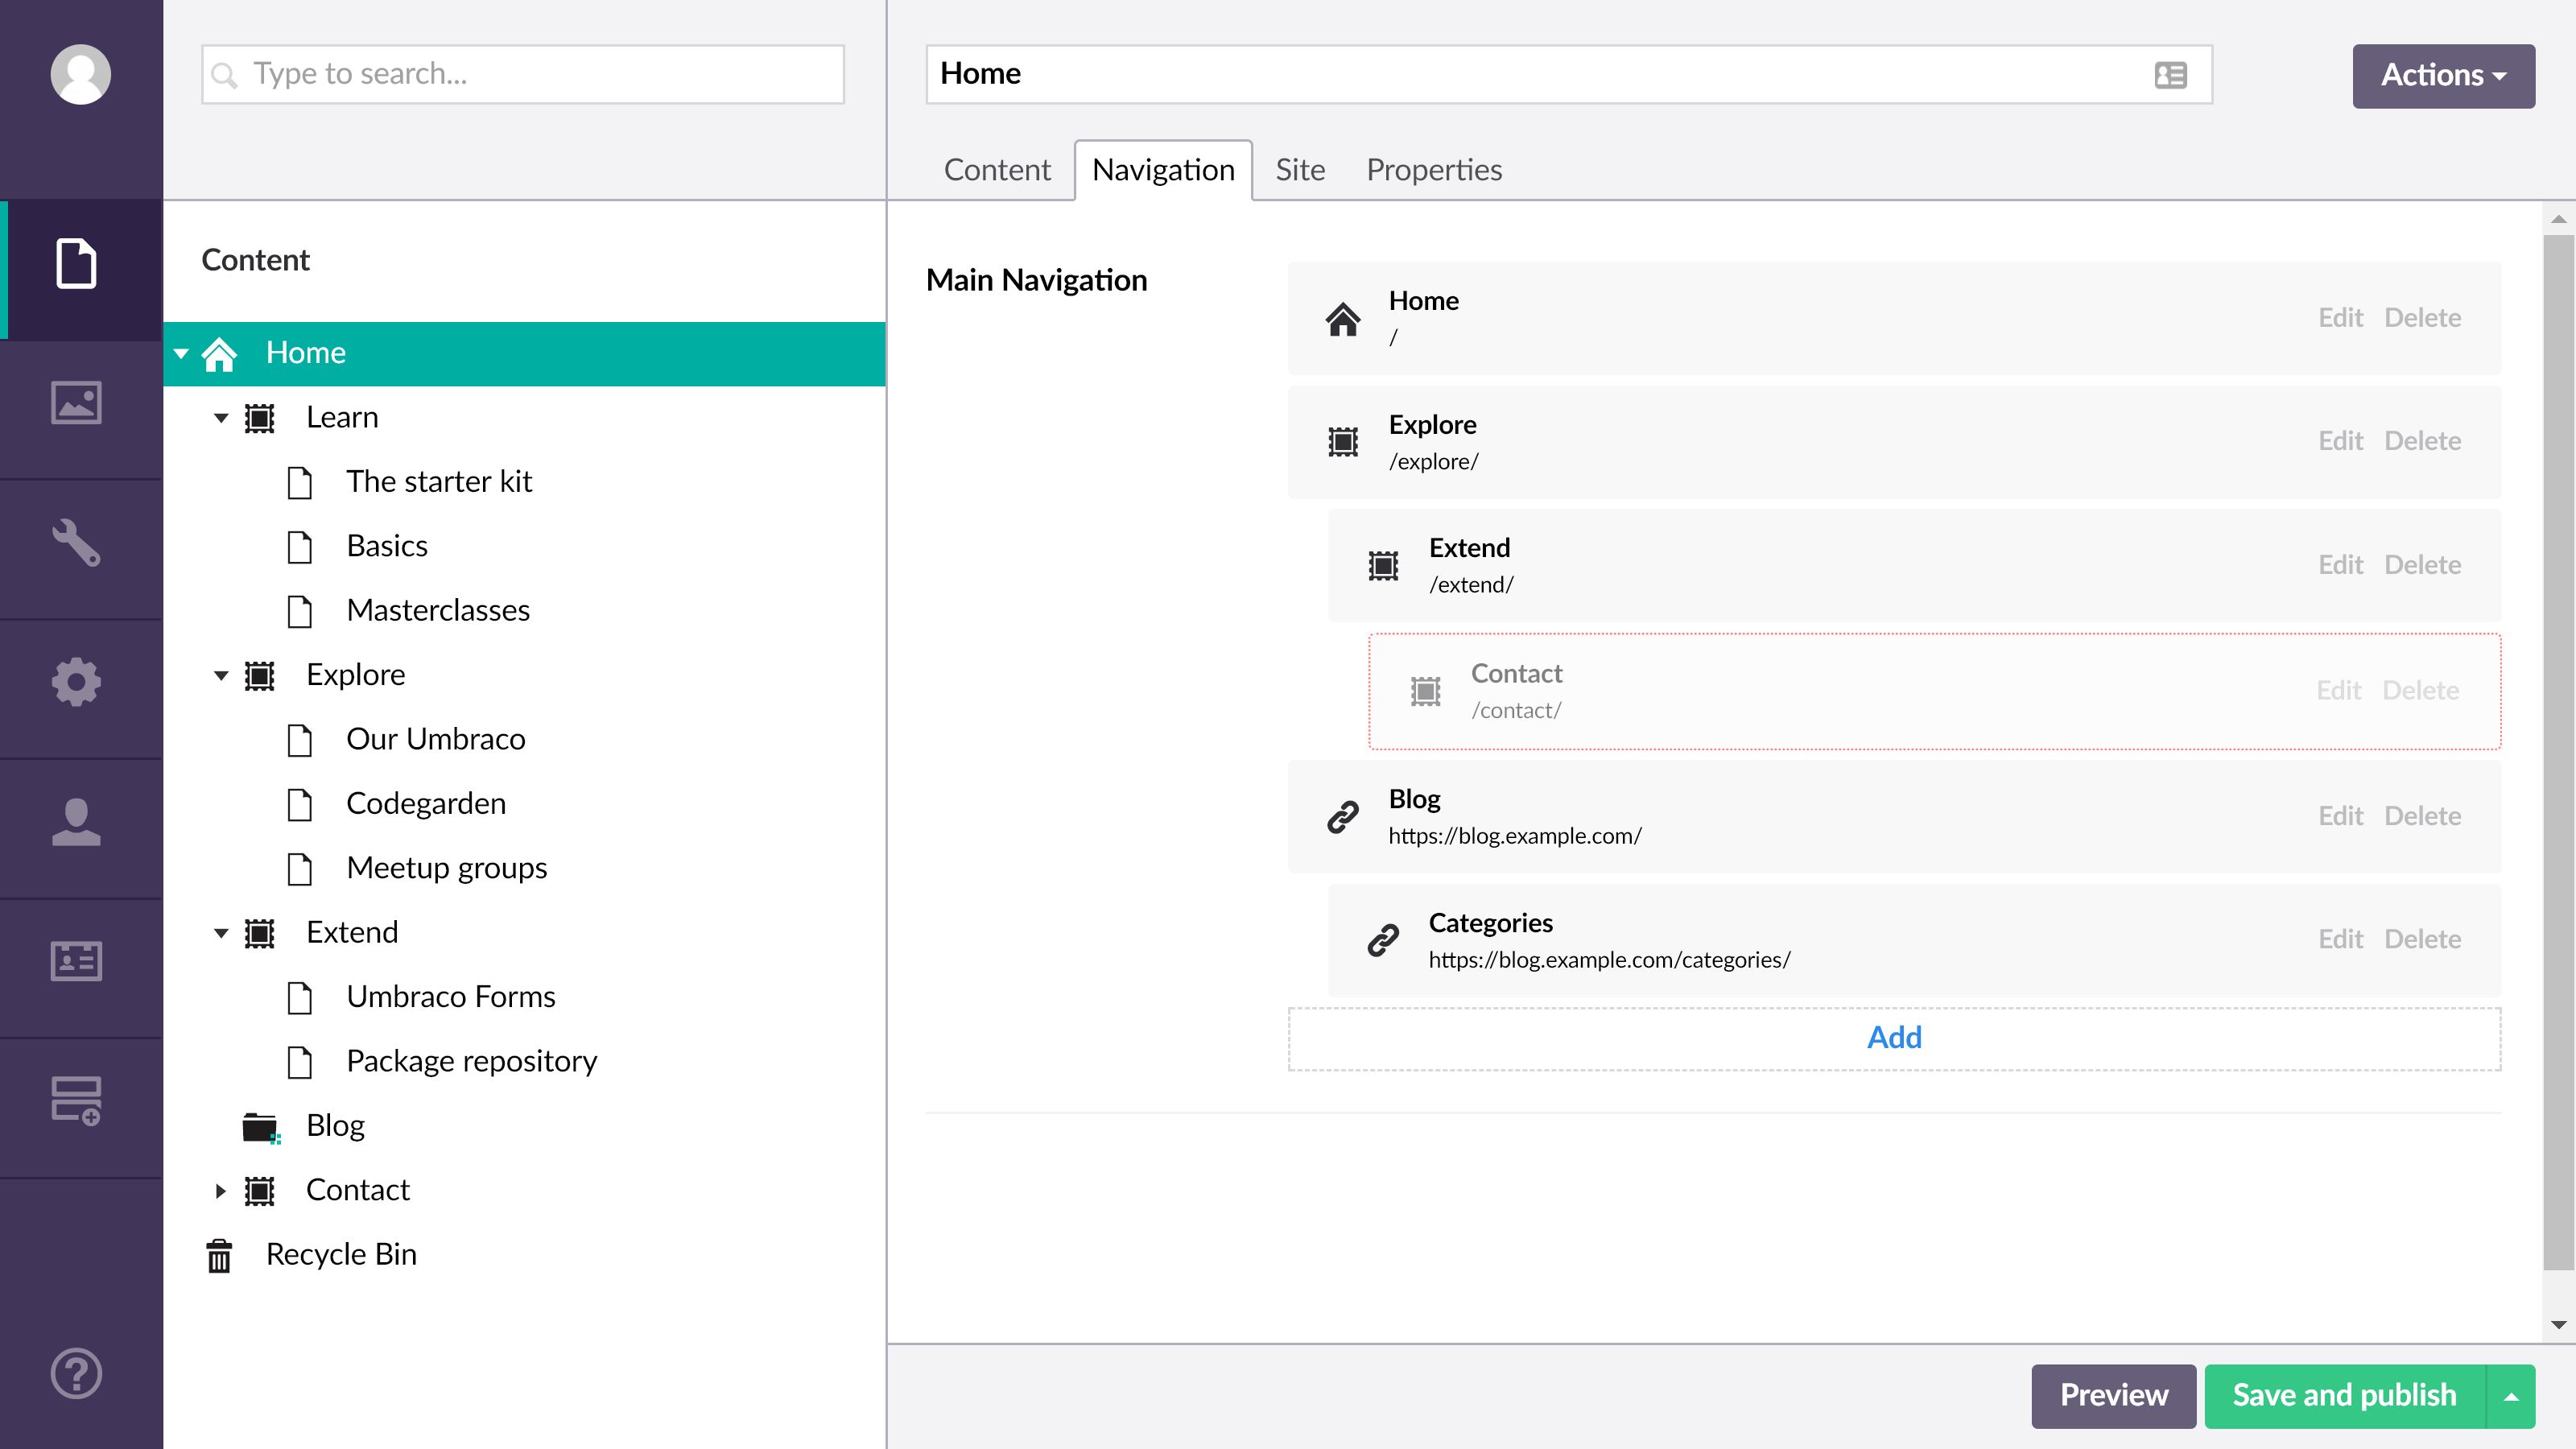 Type to search...
Home
Actions
Content
Navigation
Site
Properties
Content
Home
Learn
The starter kit
Basics
Masterclasses
Explore
Our Umbraco
Codegarden
Meetup groups
Extend
Umbraco Forms
Package repository
Blog
Contact
Recycle Bin
Main Navigation
Home
/
Edit Delete
Explore
/explore/
Edit Delete
Extend
/extend/
Edit Delete
Contact
/contact/
Edit Delete
Blog
https://blog.example.com/
Edit Delete
Categories
https://blog.example.com/categories/
Edit Delete
Add
Preview
Save and publish